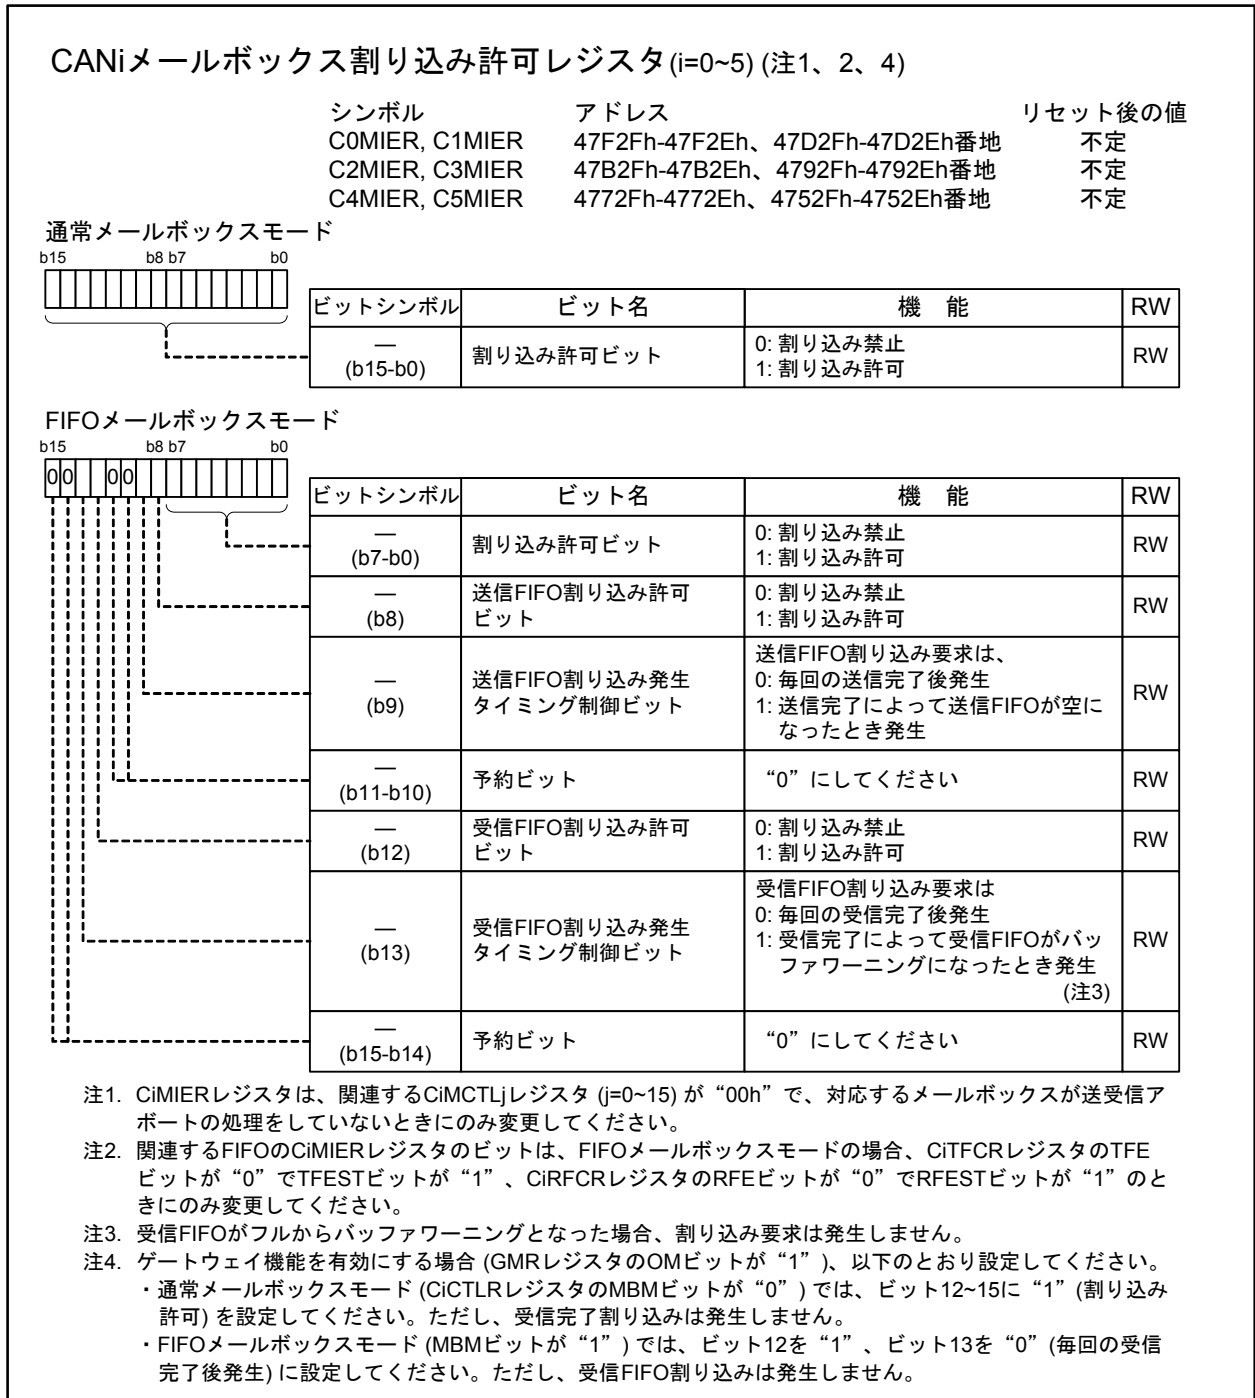 CANiメールボックス割り込み許可レジスタ(i=0~5) (注1、2、4)
シンボル アドレス リセット後の値
C0MIER, C1MIER 47F2Fh-47F2Eh、47D2Fh-47D2Eh番地 不定
C2MIER, C3MIER 47B2Fh-47B2Eh、4792Fh-4792Eh番地 不定
C4MIER, C5MIER 4772Fh-4772Eh、4752Fh-4752Eh番地 不定
通常メールボックスモード
b15 b8 b7 b0
ビットシンボル ビット名 機 能 RW
— (b15-b0) 割り込み許可ビット 0: 割り込み禁止 RW
1: 割り込み許可
FIFOメールボックスモード
b15 b8 b7 b0
0 0 0 0
ビットシンボル ビット名 機 能 RW
— (b7-b0) 割り込み許可ビット 0: 割り込み禁止 RW
1: 割り込み許可
— 送信FIFO割り込み許可 0: 割り込み禁止 RW
(b8) ビット 1: 割り込み許可
送信FIFO割り込み要求は、
— 送信FIFO割り込み発生 0: 毎回の送信完了後発生 RW
(b9) タイミング制御ビット 1: 送信完了によって送信FIFOが空に
なったとき発生
— (b11-b10) 予約ビット “0”にしてください RW
— 受信FIFO割り込み許可 0: 割り込み禁止 RW
(b12) ビット 1: 割り込み許可
受信FIFO割り込み要求は
0: 毎回の受信完了後発生
— 受信FIFO割り込み発生 1: 受信完了によって受信FIFOがバッ RW
(b13) タイミング制御ビット ファワーニングになったとき発生
(注3)
— (b15-b14) 予約ビット “0”にしてください RW
注1. CiMIERレジスタは、関連するCiMCTLjレジスタ (j=0~15) が“00h”で、対応するメールボックスが送受信ア
ボートの処理をしていないときにのみ変更してください。
注2. 関連するFIFOのCiMIERレジスタのビットは、FIFOメールボックスモードの場合、CiTFCRレジスタのTFE
ビットが“0”でTFESTビットが“1”、CiRFCRレジスタのRFEビットが“0”でRFESTビットが“1”のと
きにのみ変更してください。
注3. 受信FIFOがフルからバッファワーニングとなった場合、割り込み要求は発生しません。
注4. ゲートウェイ機能を有効にする場合 (GMRレジスタのOMビットが“1”)、以下のとおり設定してください。
・通常メールボックスモード (CiCTLRレジスタのMBMビットが“0”) では、ビット12~15に“1”(割り込み
許可) を設定してください。ただし、受信完了割り込みは発生しません。
・FIFOメールボックスモード (MBMビットが“1”) では、ビット12を“1”、ビット13を“0”(毎回の受信
完了後発生) に設定してください。ただし、受信FIFO割り込みは発生しません。